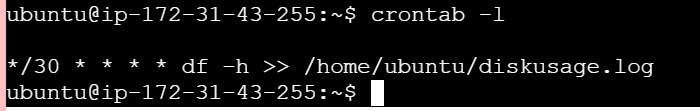 ubuntu@ip-172-31-43-255:~$ crontab -l
*/30 * * * * df -h >> /home/ubuntu/diskusage.log
ubuntu@ip-172-31-43-255:~$